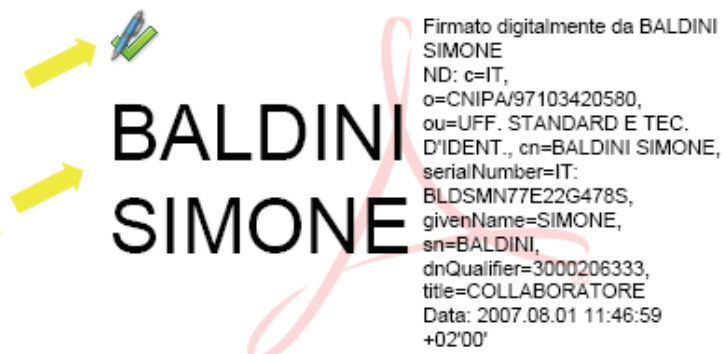 BALDINI
SIMONE
Firmato digitalmente da BALDINI
SIMONE
ND: c=IT,
o=CNIPA/97103420580,
ou=UFF. STANDARD E TEC.
D'IDENT., cn=BALDINI SIMONE,
serialNumber=IT:
BLDSMN77E22G478S,
givenName=SIMONE,
sn=BALDINI,
dnQualifier=3000206333,
title=COLLABORATORE
Data: 2007.08.01 11:46:59
+02'00'